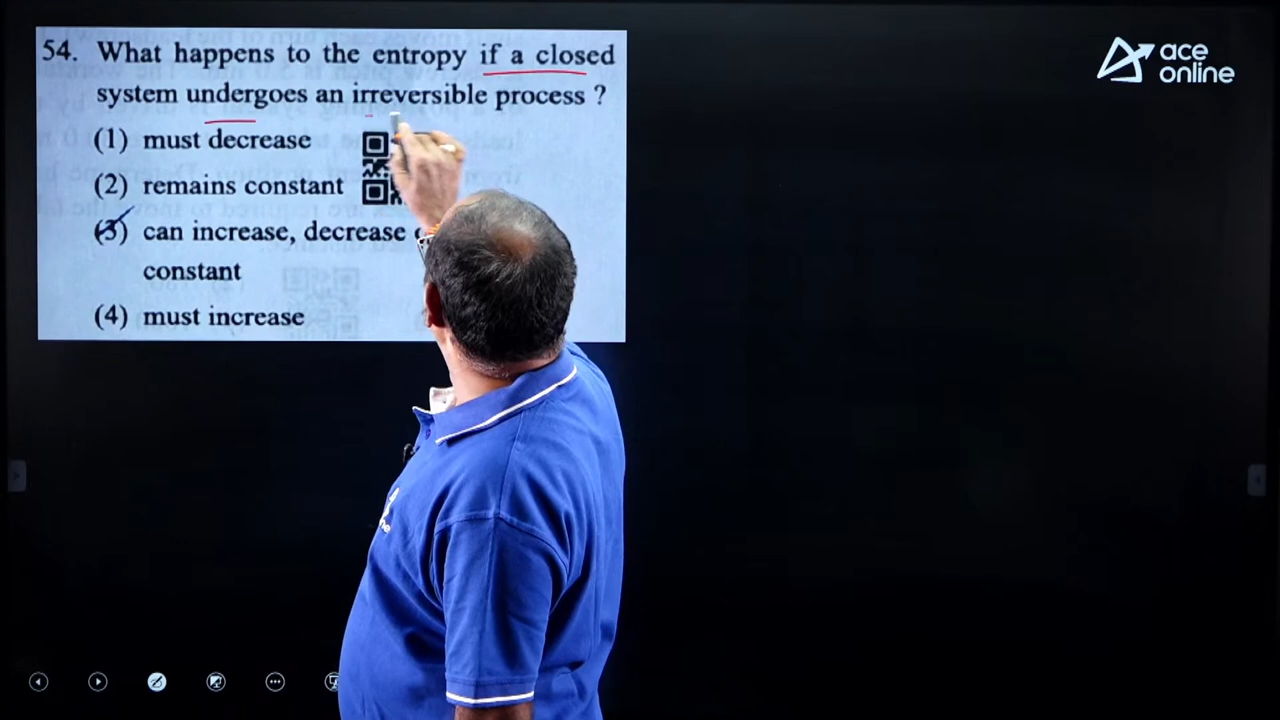 ace
online
54. What happens to the entropy if a closed
system undergoes an irreversible process ?
(1) must decrease
(2) remains constant
(3) can increase, decrease
constant
(4) must increase